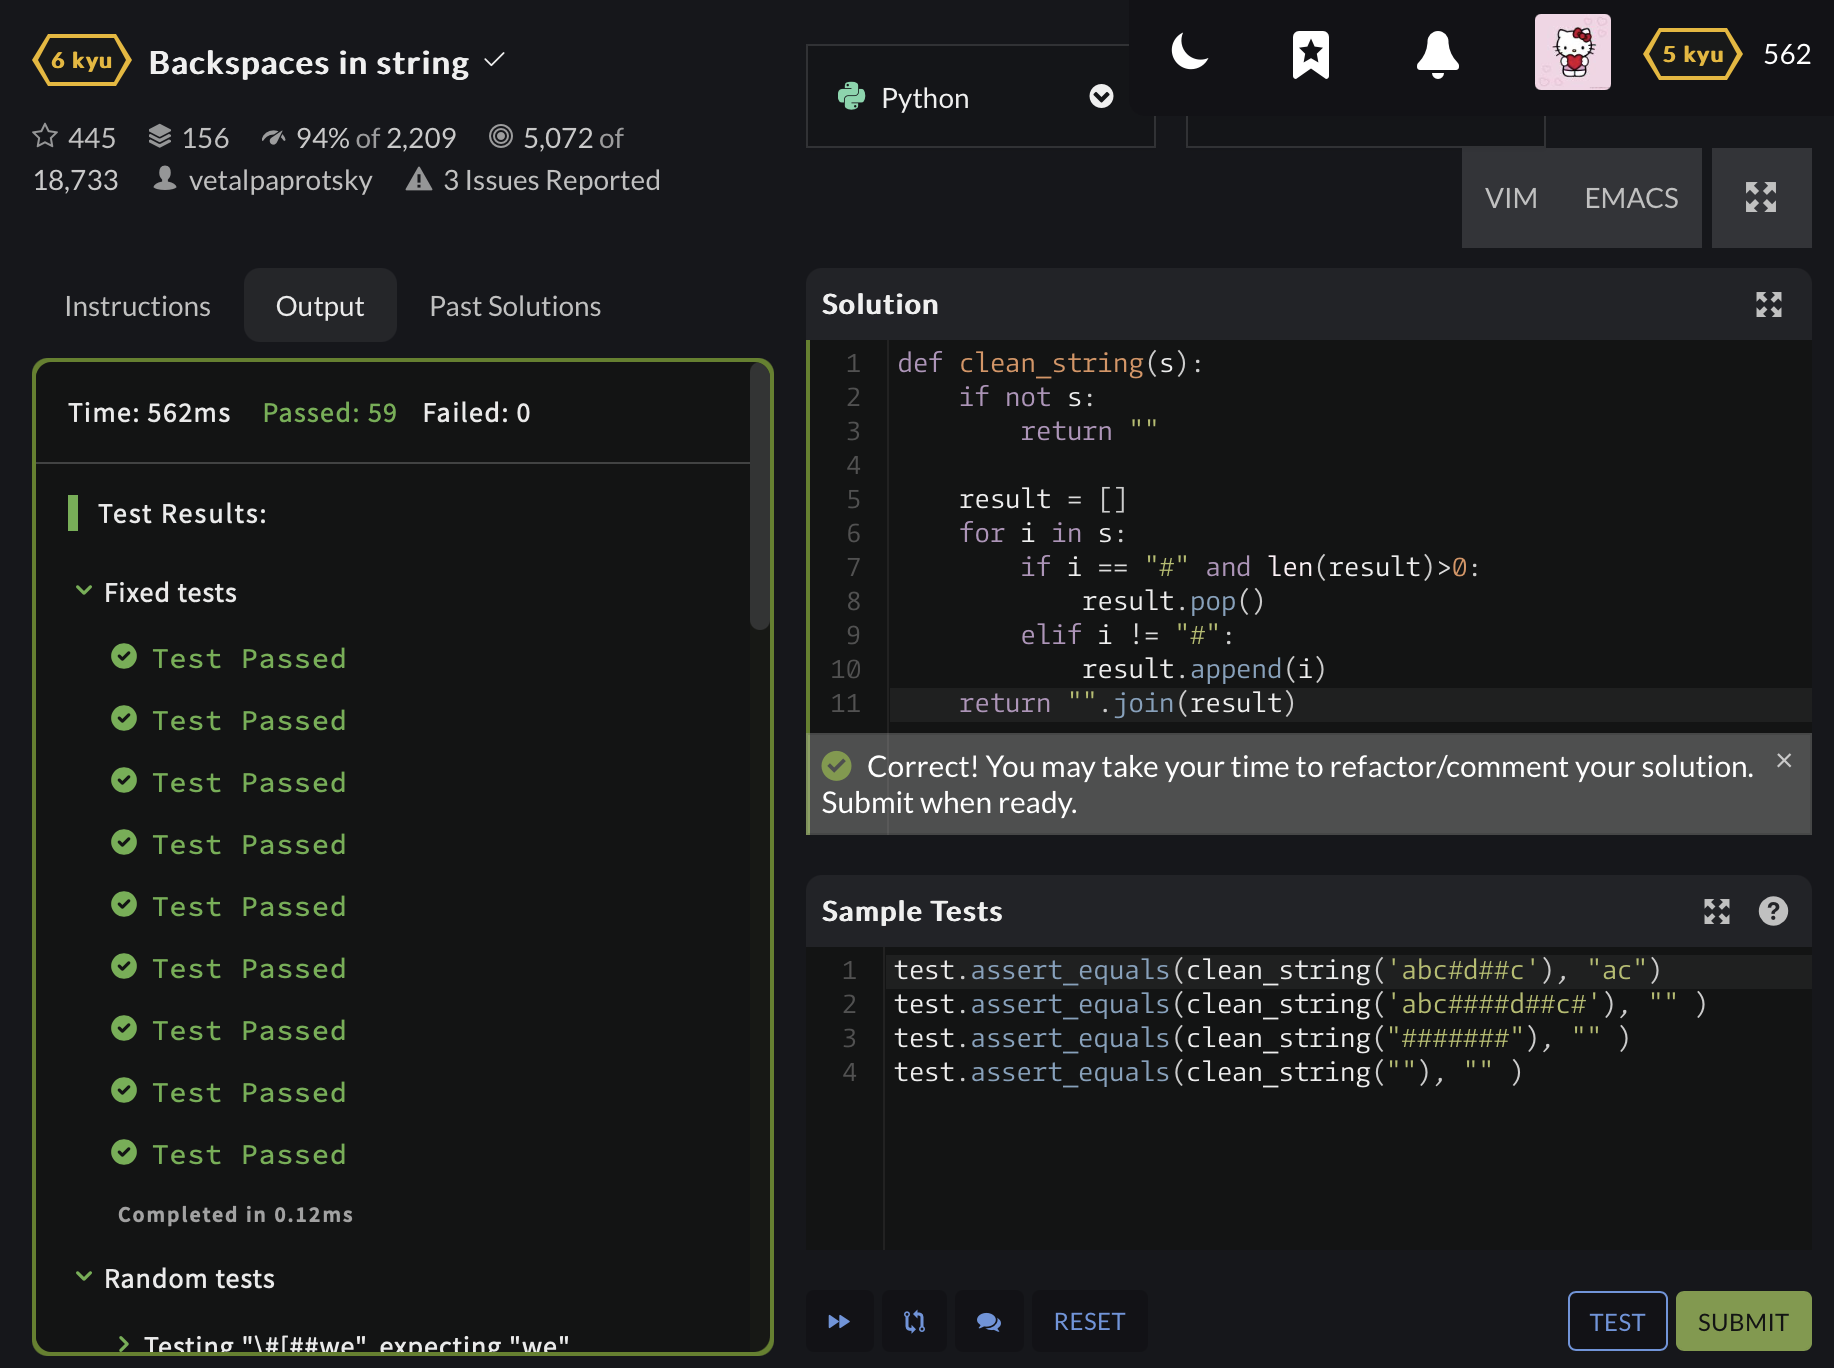 6 kyu Backspaces in string
445 156 94% of 2,209 5,072 of
18,733 vetalpaprotsky 3 Issues Reported
Python
5 kyu 562
VIM EMACS
Instructions Output Past Solutions
Time: 562ms Passed: 59 Failed: 0
Test Results:
Fixed tests
Test Passed
Test Passed
Test Passed
Test Passed
Test Passed
Test Passed
Test Passed
Test Passed
Test Passed
Completed in 0.12ms
Random tests
Testing "\#[##we" expecting "we"
Solution
1 def clean_string(s):
2     if not s:
3         return ""
4
5     result = []
6     for i in s:
7         if i == "#" and len(result)>0:
8             result.pop()
9         elif i != "#":
10             result.append(i)
11     return "".join(result)
Correct! You may take your time to refactor/comment your solution.
Submit when ready.
Sample Tests
1 test.assert_equals(clean_string('abc#d##c'), "ac")
2 test.assert_equals(clean_string('abc####d##c#'), "" )
3 test.assert_equals(clean_string("#######"), "" )
4 test.assert_equals(clean_string(""), "" )
RESET TEST SUBMIT